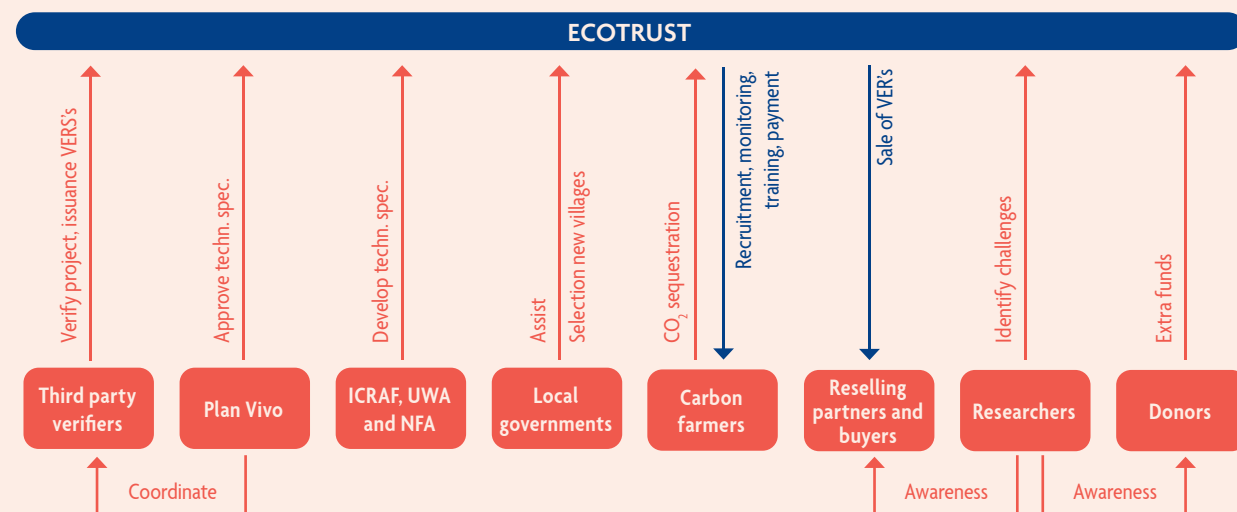 ECOTRUST
Verify project, issuance VERS's
Approve techn. spec.
Develop techn. spec.
Assist
Selection new villages
CO₂ sequestration
Recruitment, monitoring,
training, payment
Sale of VER's
Identify challenges
Extra funds
Third party
verifiers
Plan Vivo
ICRAF, UWA
and NFA
Local
governments
Carbon
farmers
Reselling
partners and
buyers
Researchers
Donors
Coordinate
Awareness
Awareness